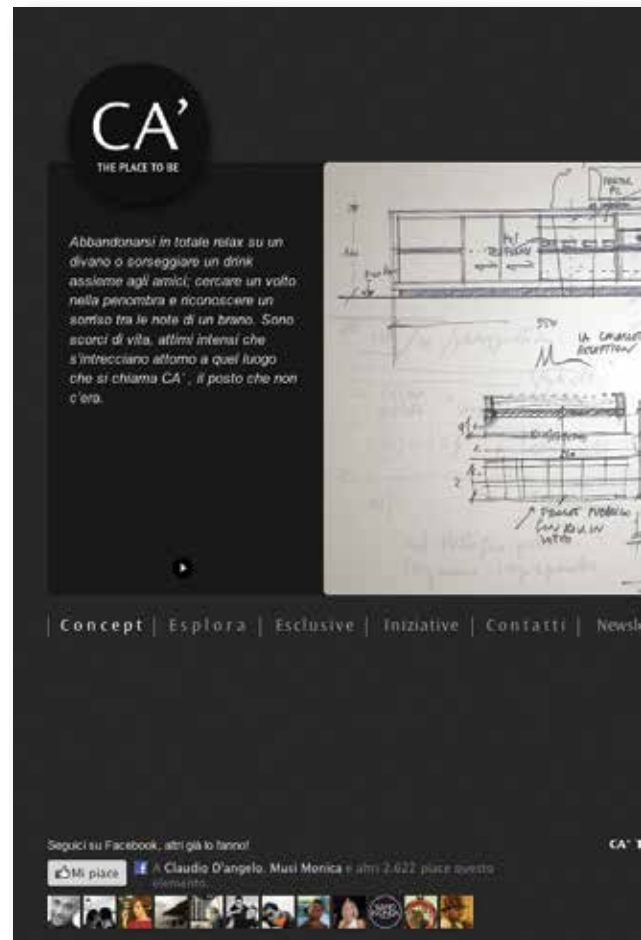 CA’
THE PLACE TO BE
Abbandonarsi in totale relax su un
divano o sorseggiare un drink
assieme agli amici; cercare un volto
nella penombra e riconoscere un
sorriso tra le note di un brano. Sono
scorci di vita, attimi intensi che
s'intrecciano attorno a quel luogo
che si chiama CA' , il posto che non
c'era.
550
| Concept | Esplora | Esclusive | Iniziative | Contatti | Newsle
Seguici su Facebook, altri già lo fanno!
CA' T
Mi piace
A Claudio D'angelo, Musi Monica e altri 2.622 piace questo
elemento.